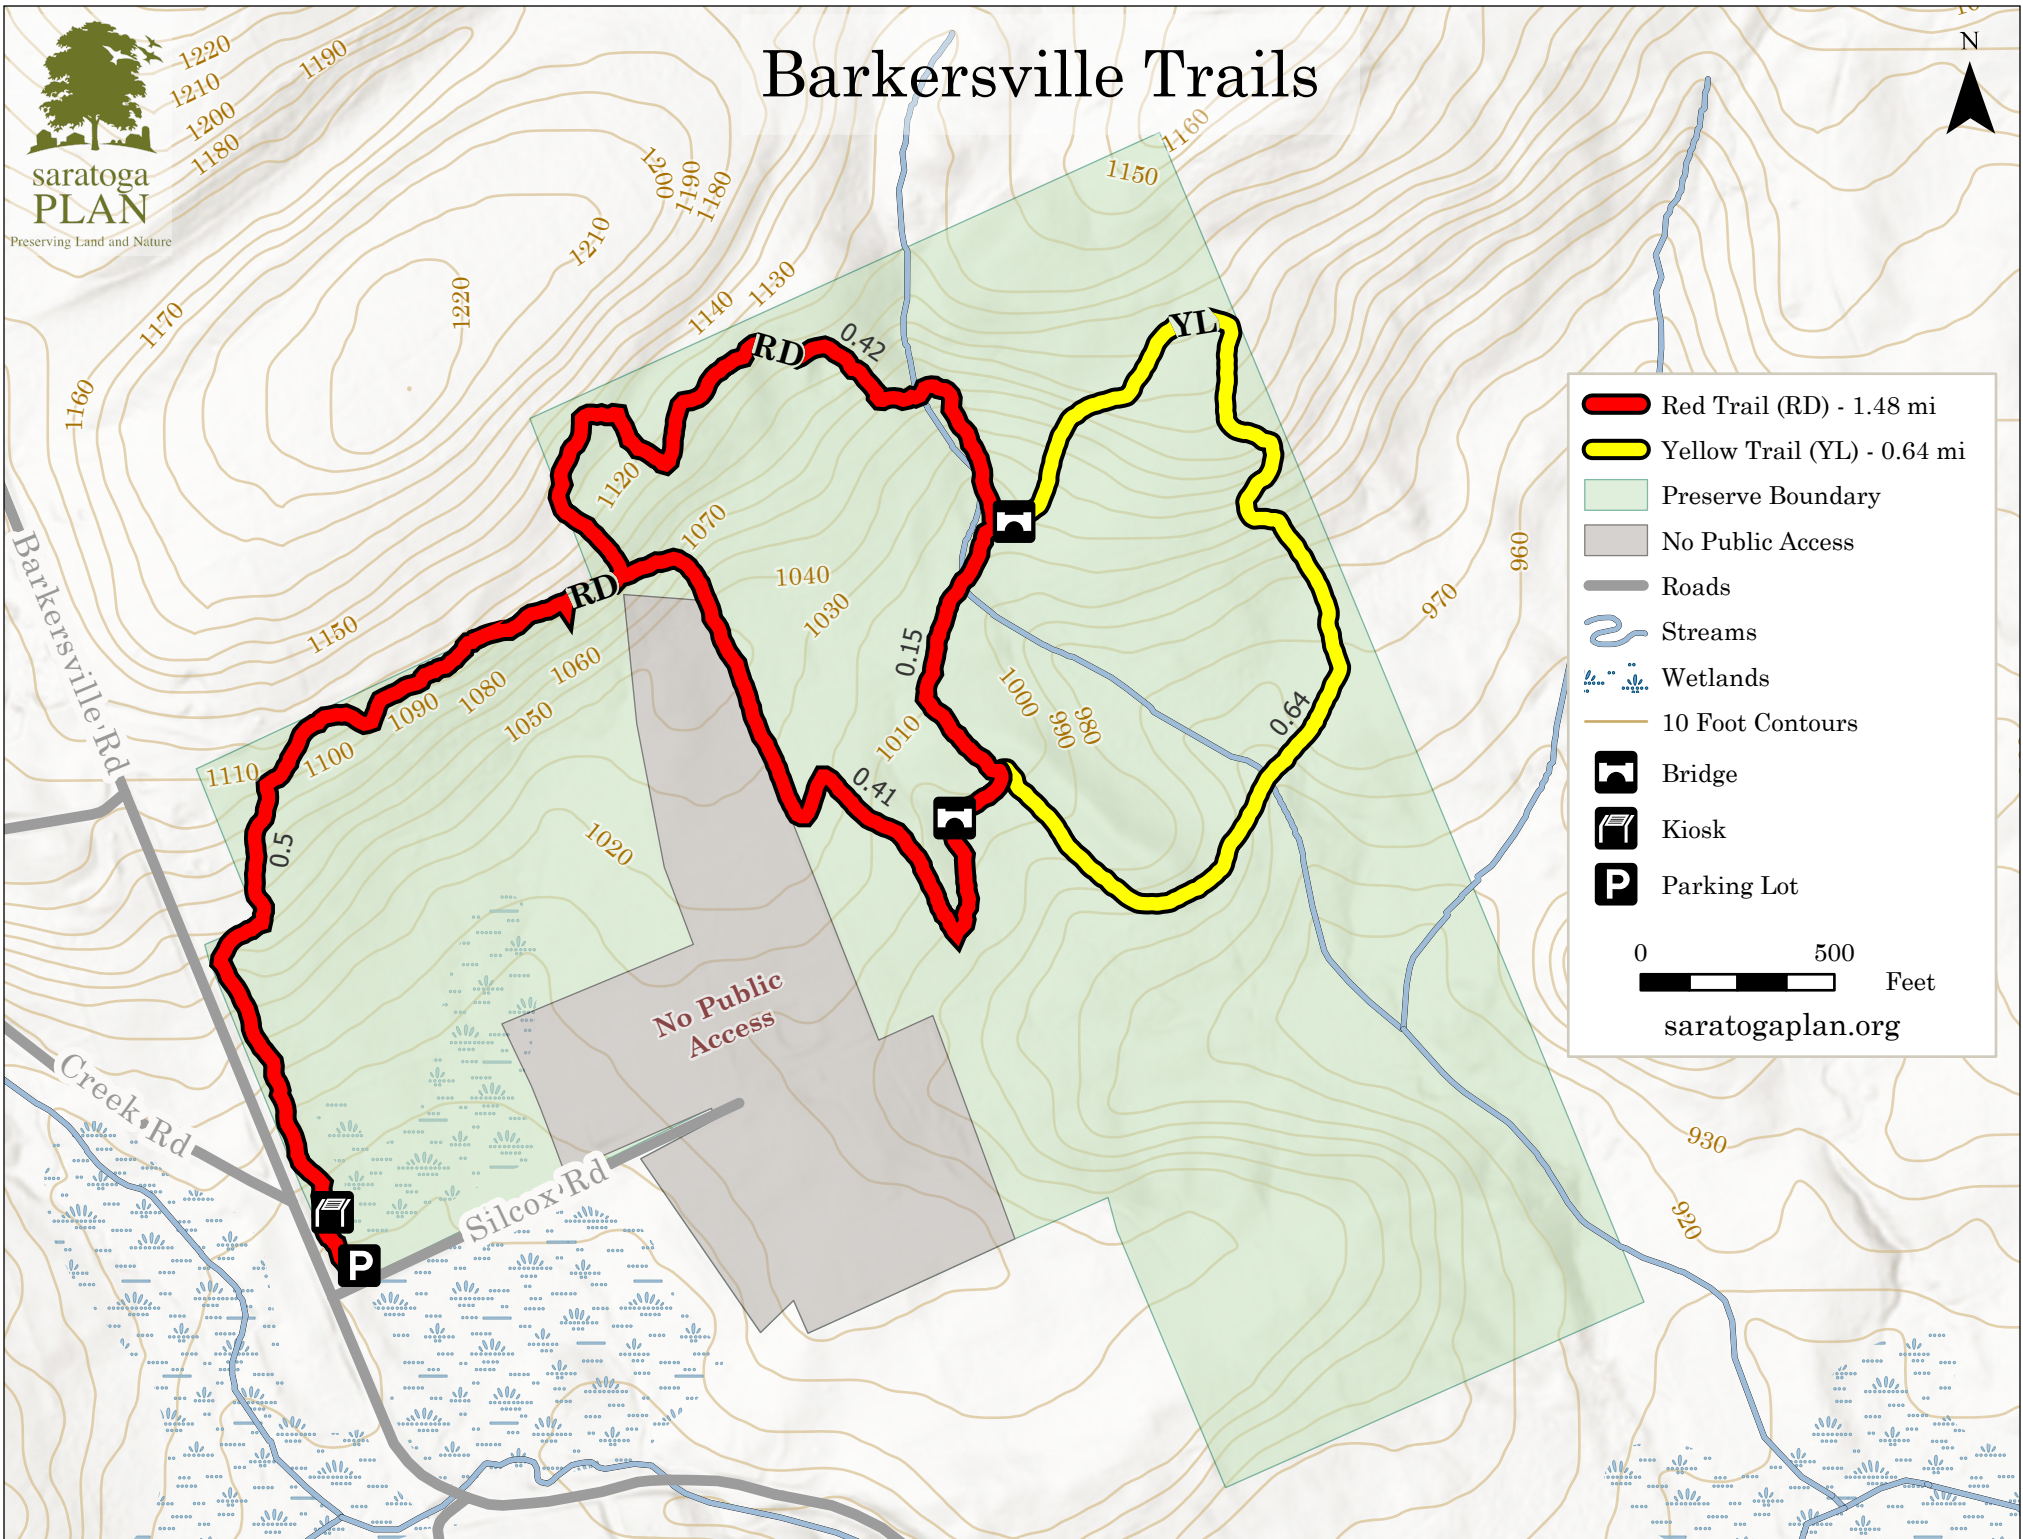 Barkersville Trails
N
saratoga
PLAN
Preserving Land and Nature
1220
1210
1200
1180
1190
1200
1190
1180
1210
1220
1170
1160
1140
1130
1150
1160
RD
0.42
YL
1120
1070
RD
1040
1030
1150
1110
1100
1090
1080
1060
1050
1020
0.5
0.15
1010
0.41
1000
990
980
0.64
960
970
930
920
Barkersville Rd
Creek Rd
Silcox Rd
No Public
Access
Red Trail (RD) - 1.48 mi
Yellow Trail (YL) - 0.64 mi
Preserve Boundary
No Public Access
Roads
Streams
Wetlands
10 Foot Contours
Bridge
Kiosk
P
Parking Lot
0 500
Feet
saratogaplan.org
P